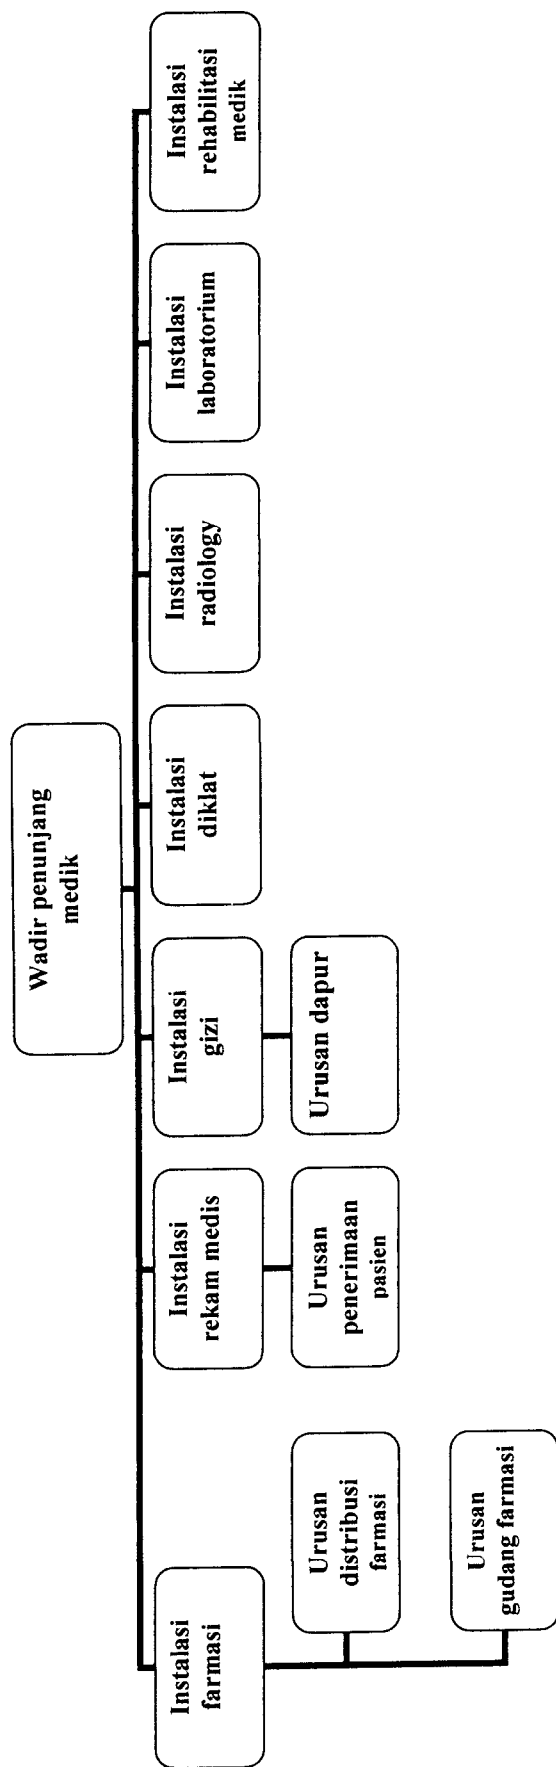 Wadir penunjang
medik
Instalasi
farmasi
Instalasi
rekam medis
Instalasi
gizi
Instalasi
diklat
Instalasi
radiology
Instalasi
laboratorium
Instalasi
rehabilitasi
medik
Urusan
distribusi
farmasi
Urusan
penerimaan
pasien
Urusan dapur
Urusan
gudang farmasi